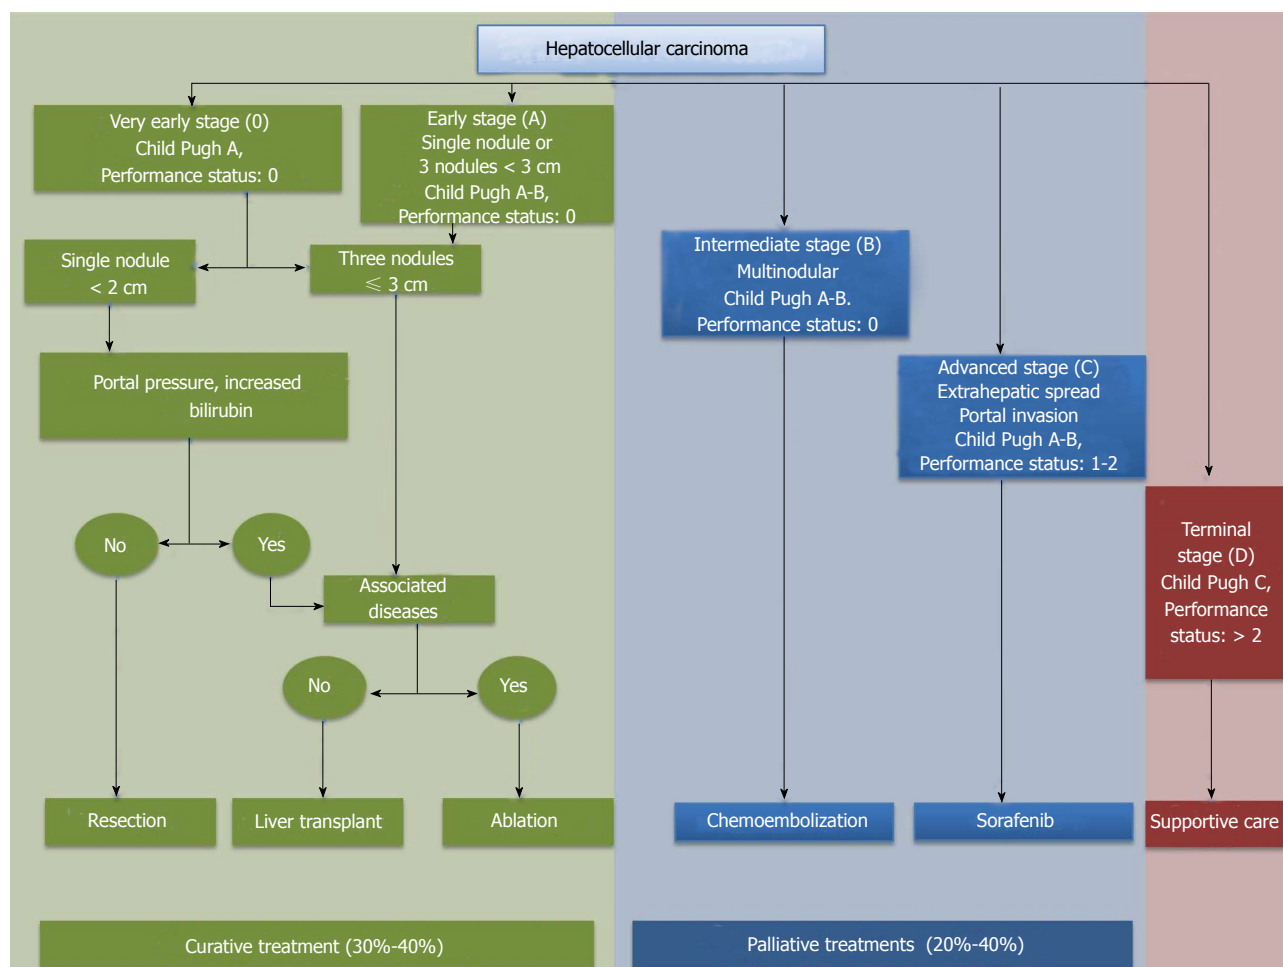 Hepatocellular carcinoma
Very early stage (0)
Child Pugh A,
Performance status: 0
Early stage (A)
Single nodule or
3 nodules < 3 cm
Child Pugh A-B,
Performance status: 0
Single nodule
< 2 cm
Three nodules
⩽ 3 cm
Intermediate stage (B)
Multinodular
Child Pugh A-B.
Performance status: 0
Portal pressure, increased
bilirubin
Advanced stage (C)
Extrahepatic spread
Portal invasion
Child Pugh A-B,
Performance status: 1-2
Terminal
stage (D)
Child Pugh C,
Performance
status: > 2
No
Yes
Associated
diseases
No
Yes
Resection
Liver transplant
Ablation
Chemoembolization
Sorafenib
Supportive care
Curative treatment (30%-40%)
Palliative treatments (20%-40%)